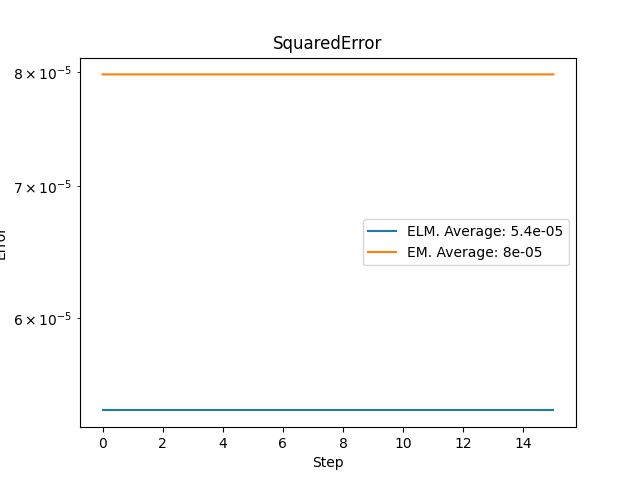 SquaredError
8 × 10⁻⁵
7 × 10⁻⁵
6 × 10⁻⁵
Error
ELM. Average: 5.4e-05
EM. Average: 8e-05
0 2 4 6 8 10 12 14
Step